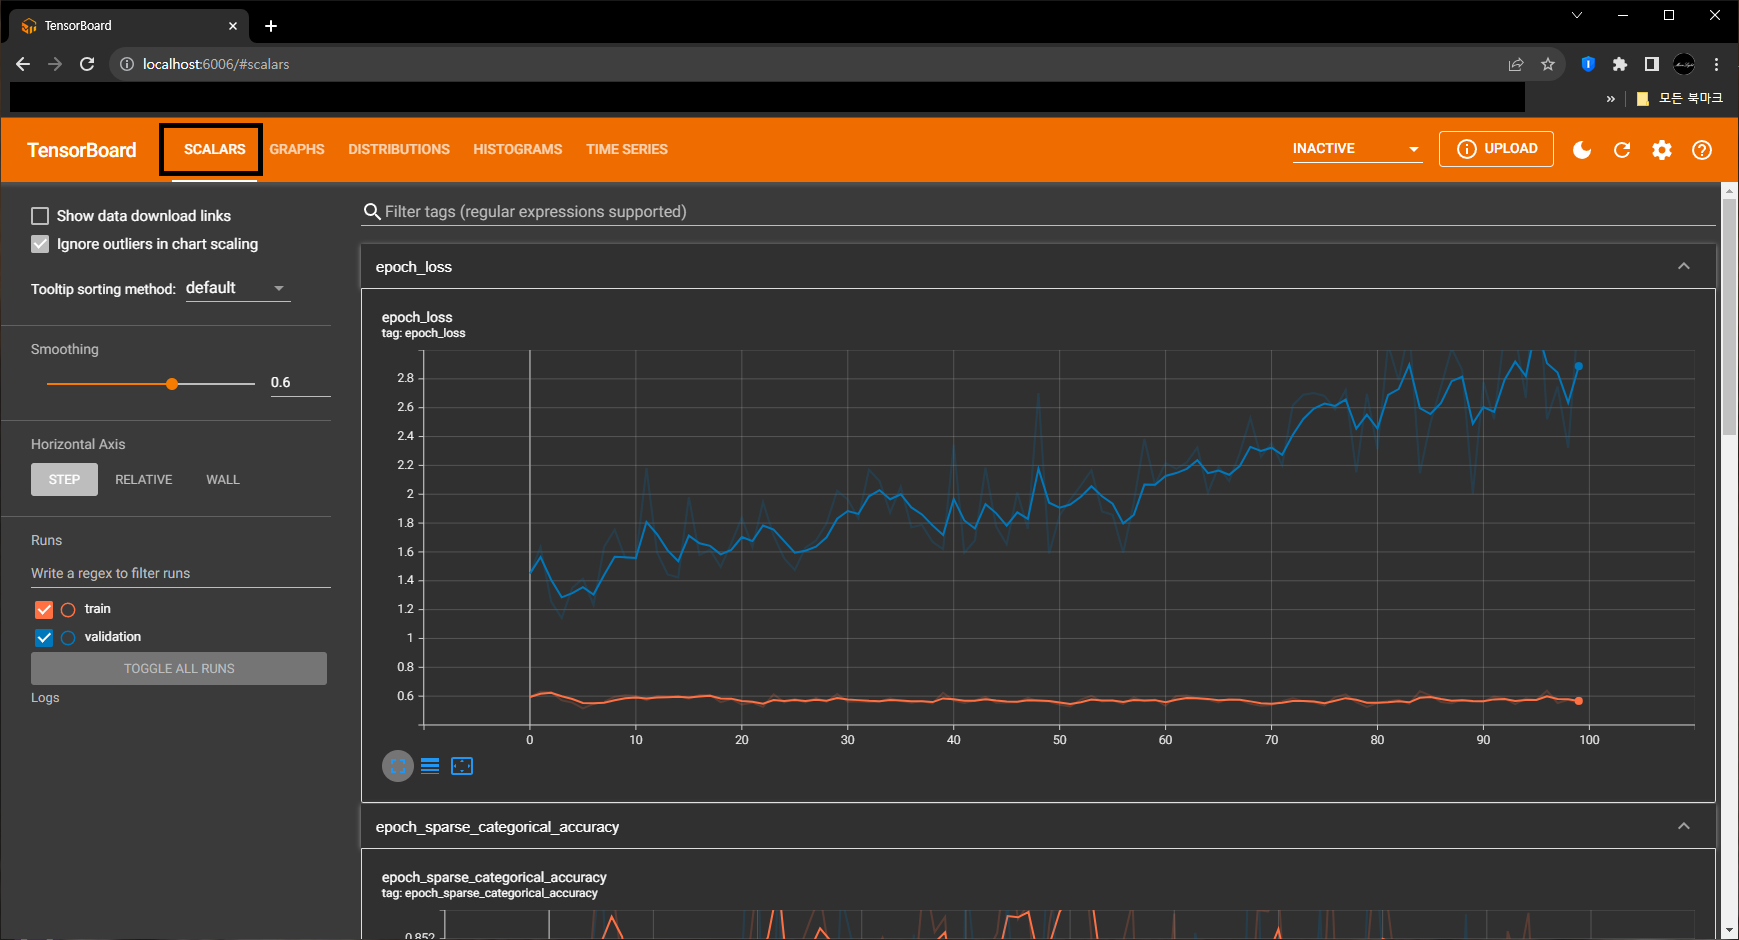 TensorBoard
localhost:6006/#scalars
» 모든 북마크
TensorBoard SCALARS GRAPHS DISTRIBUTIONS HISTOGRAMS TIME SERIES INACTIVE UPLOAD
Show data download links
Ignore outliers in chart scaling
Tooltip sorting method: default
Smoothing
0.6
Horizontal Axis
STEP RELATIVE WALL
Runs
Write a regex to filter runs
train
validation
TOGGLE ALL RUNS
Logs
Filter tags (regular expressions supported)
epoch_loss
epoch_loss
tag: epoch_loss
2.8
2.6
2.4
2.2
2
1.8
1.6
1.4
1.2
1
0.8
0.6
0 10 20 30 40 50 60 70 80 90 100
epoch_sparse_categorical_accuracy
epoch_sparse_categorical_accuracy
tag: epoch_sparse_categorical_accuracy
0.852